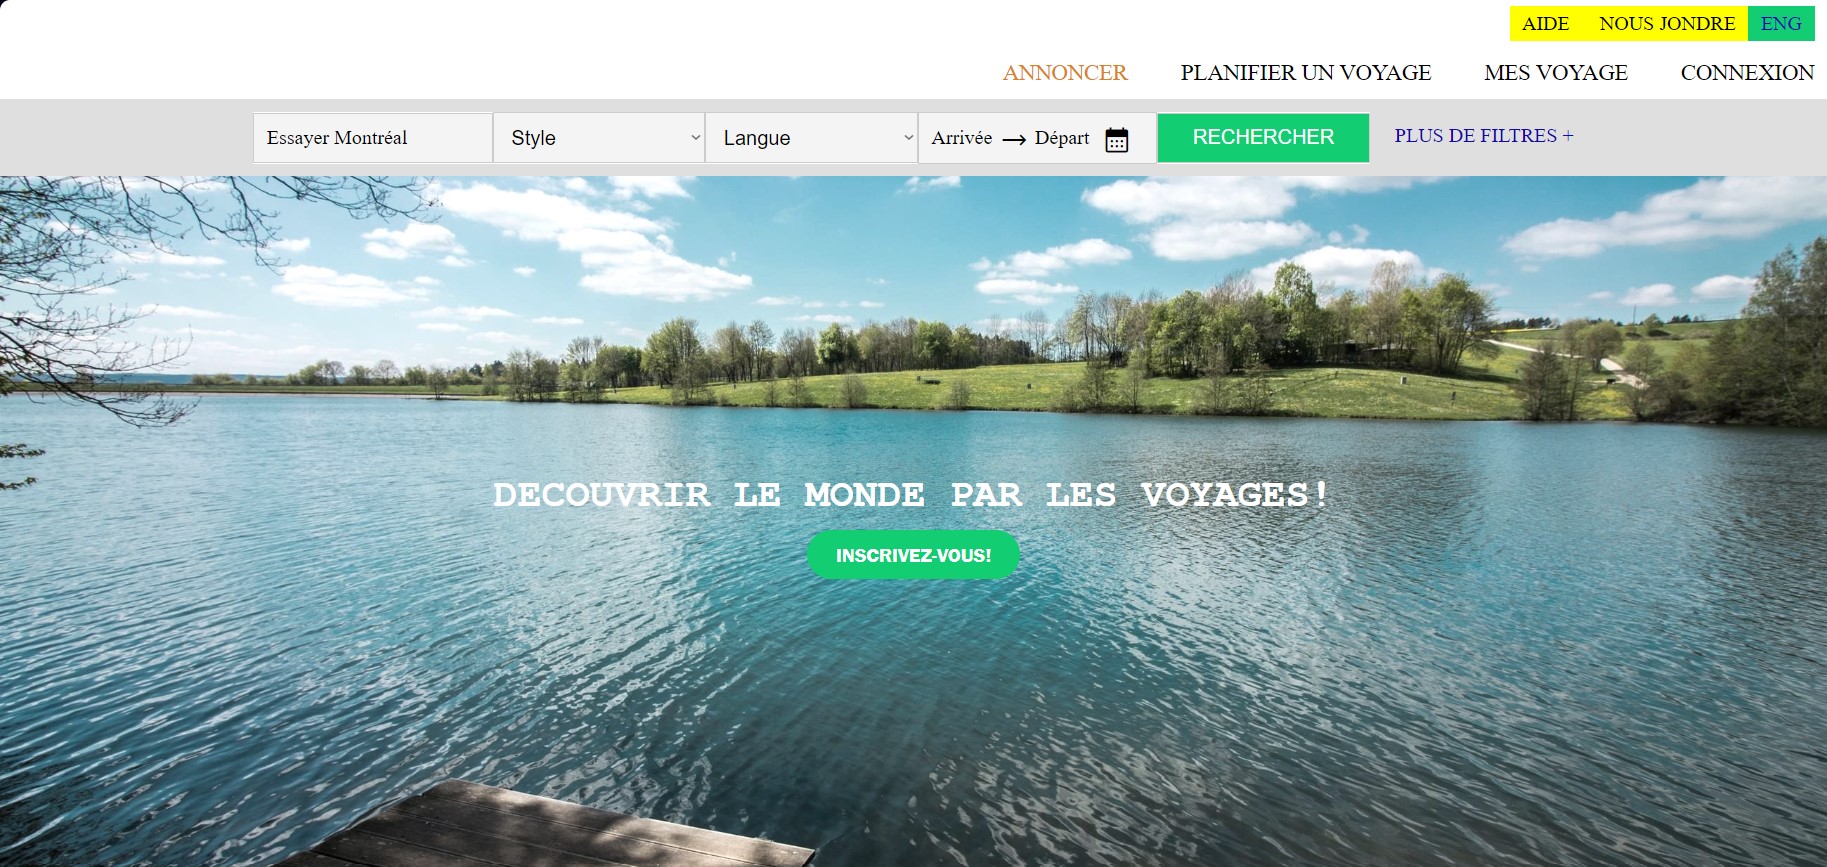 AIDE NOUS JONDRE ENG
ANNONCER PLANIFIER UN VOYAGE MES VOYAGE CONNEXION
Essayer Montréal Style Langue Arrivée → Départ RECHERCHER PLUS DE FILTRES +
DECOUVRIR LE MONDE PAR LES VOYAGES!
INSCRIVEZ-VOUS!